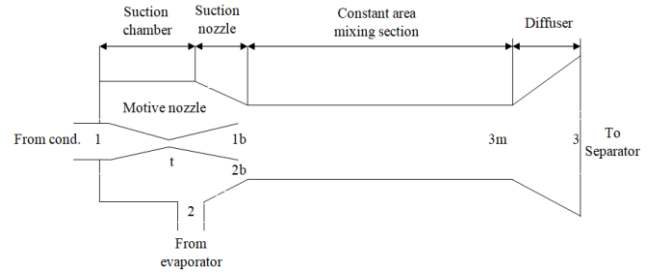 Suction
chamber
Suction
nozzle
Constant area
mixing section
Diffuser
Motive nozzle
From cond.
1
1b
3m
3
To
Separator
t
2b
2
From
evaporator